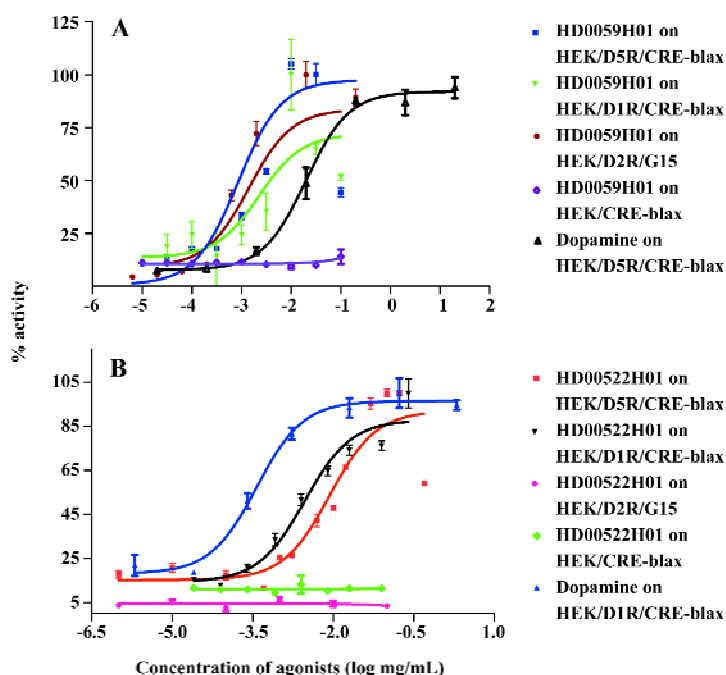 A
125
100
75
50
25
-6
-5
-4
-3
-2
-1
0
1
2
HD0059H01 on
HEK/D5R/CRE-blax
HD0059H01 on
HEK/D1R/CRE-blax
HD0059H01 on
HEK/D2R/G15
HD0059H01 on
HEK/CRE-blax
Dopamine on
HEK/D5R/CRE-blax
% activity
B
105
85
65
45
25
5
-6.5
-5.0
-3.5
-2.0
-0.5
1.0
HD00522H01 on
HEK/D5R/CRE-blax
HD00522H01 on
HEK/D1R/CRE-blax
HD00522H01 on
HEK/D2R/G15
HD00522H01 on
HEK/CRE-blax
Dopamine on
HEK/D1R/CRE-blax
Concentration of agonists (log mg/mL)